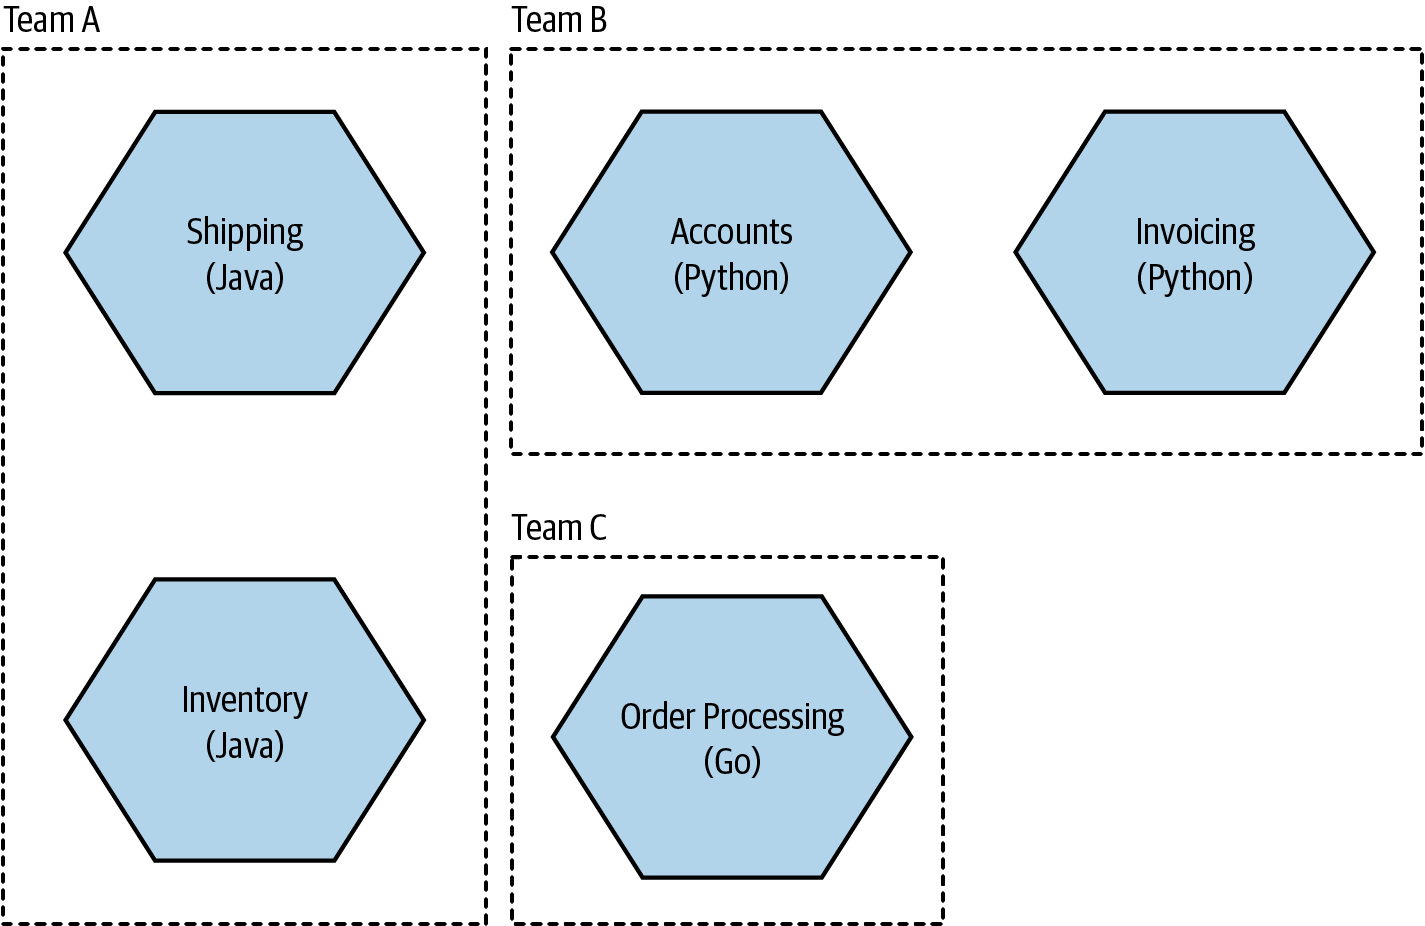 Team A
Shipping
(Java)
Inventory
(Java)
Team B
Accounts
(Python)
Invoicing
(Python)
Team C
Order Processing
(Go)